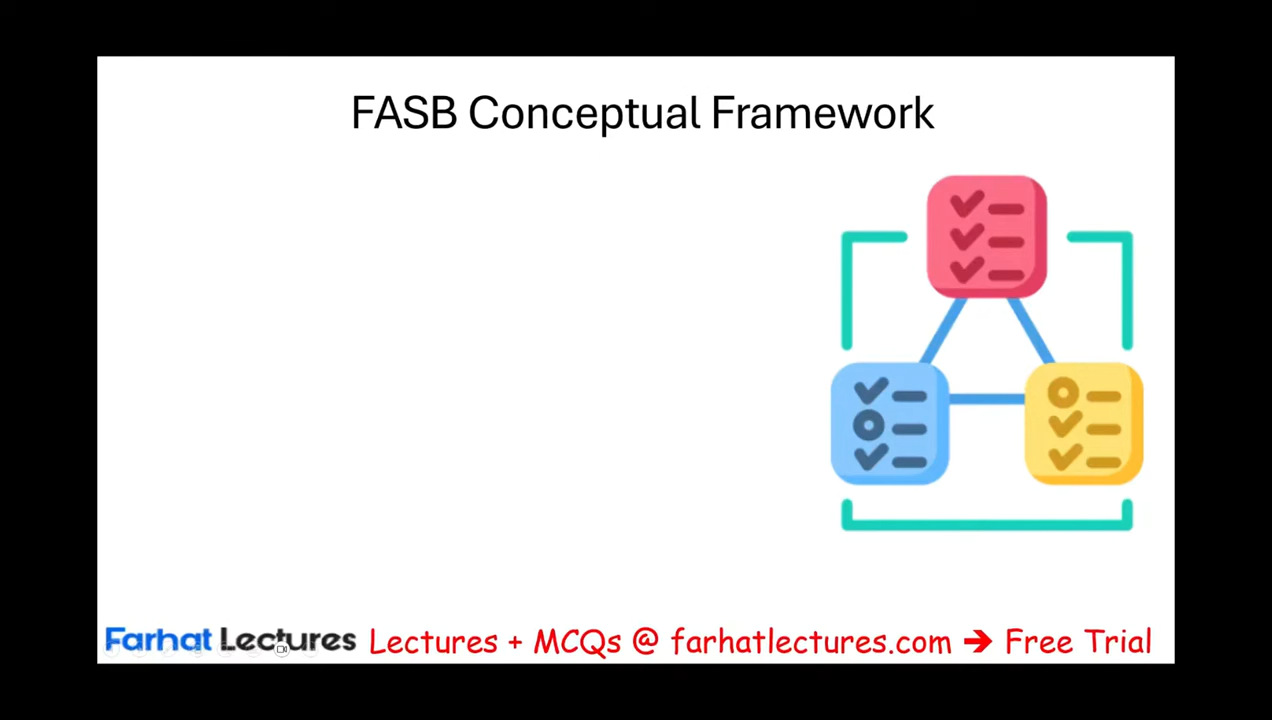 FASB Conceptual Framework
Farhat Lectures Lectures + MCQs @ farhatlectures.com ➔ Free Trial